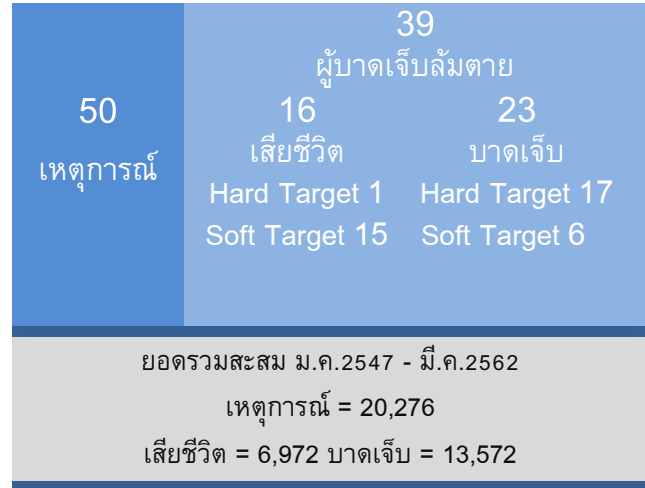 50
เหตุการณ์
39
ผู้บาดเจ็บล้มตาย
16
เสียชีวิต
Hard Target 1
Soft Target 15
23
บาดเจ็บ
Hard Target 17
Soft Target 6
ยอดรวมสะสม ม.ค.2547 - มี.ค.2562
เหตุการณ์ = 20,276
เสียชีวิต = 6,972 บาดเจ็บ = 13,572